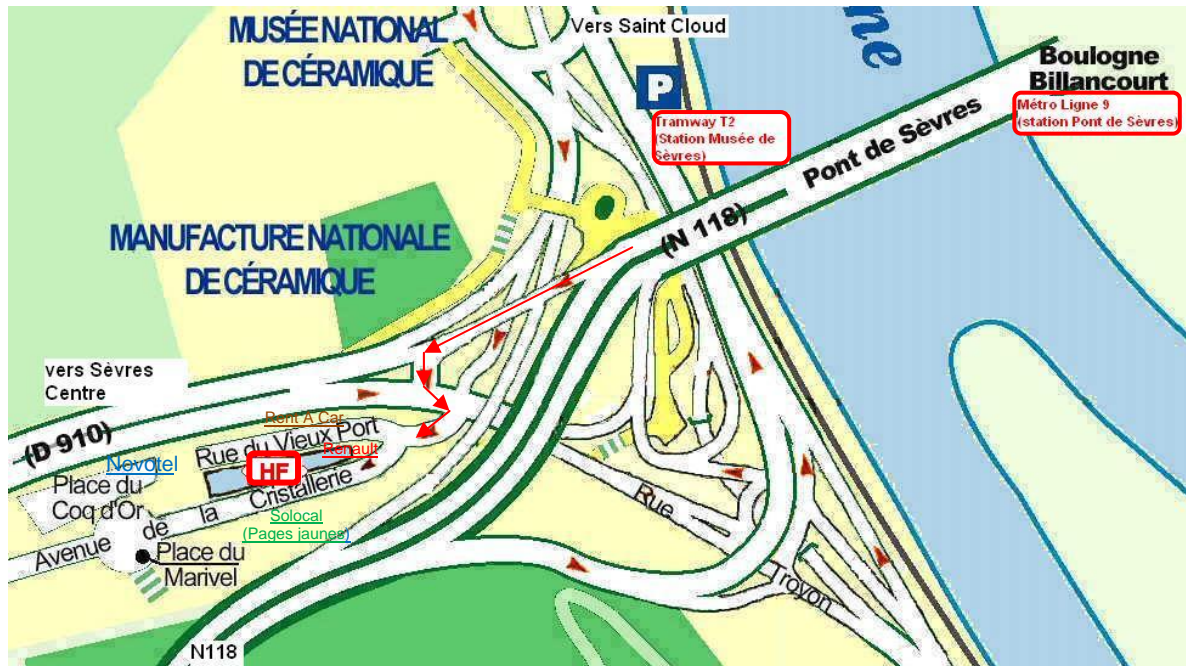 MUSÉE NATIONAL
DE CÉRAMIQUE
Vers Saint Cloud
ine
P
Boulogne
Billancourt
Métro Ligne 9
(station Pont de Sèvres)
Tramway T2
(Station Musée de
Sèvres)
Pont de Sèvres
(N 118)
MANUFACTURE NATIONALE
DE CÉRAMIQUE
vers Sèvres
Centre
(D 910)
Rent A Car
Rue du Vieux Port
Renault
HF
Novotel
Place du
Coq d'Or
Avenue de la Cristallerie
Solocal
(Pages jaunes)
Place du
Marivel
Rue Troyon
N118